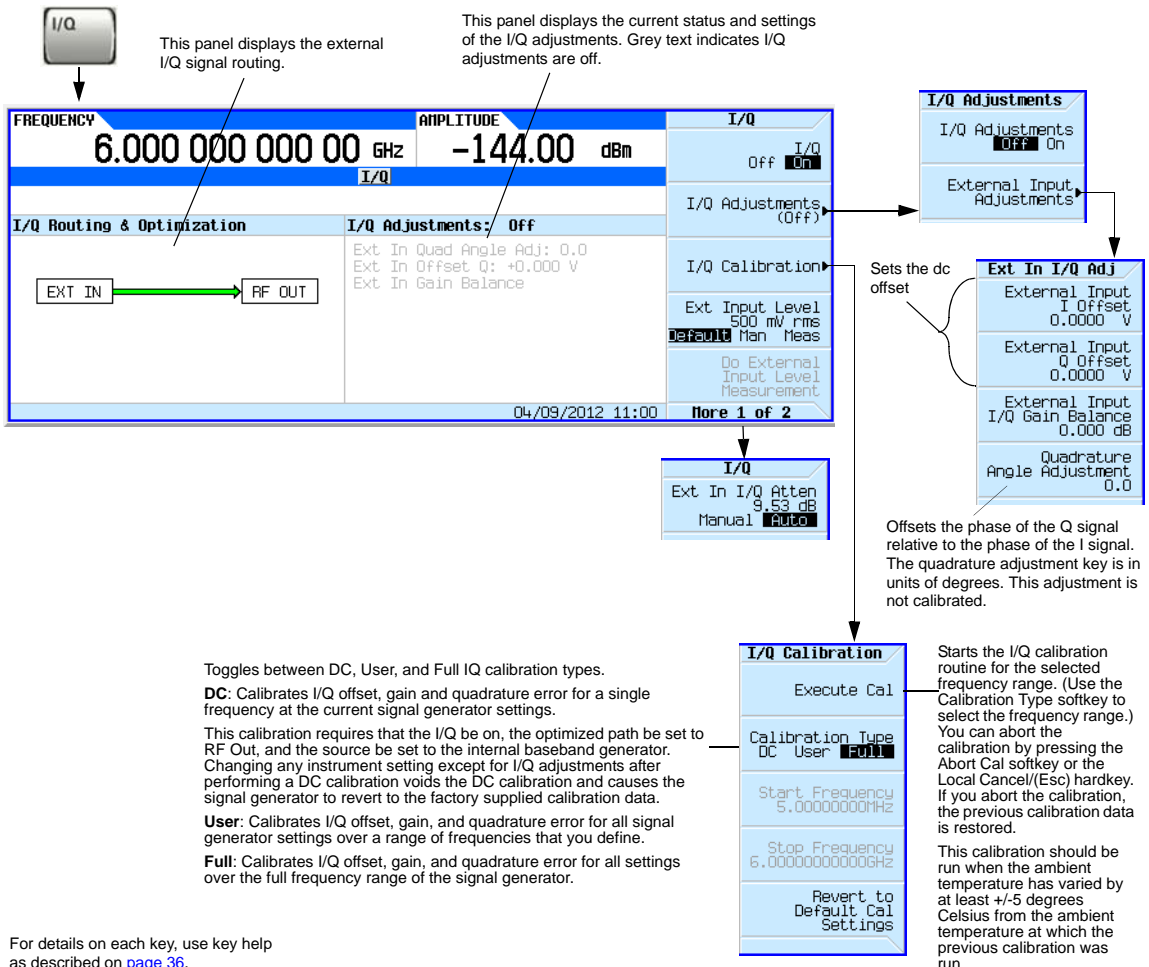 I/Q
This panel displays the external
I/Q signal routing.
This panel displays the current status and settings
of the I/Q adjustments. Grey text indicates I/Q
adjustments are off.
FREQUENCY
6.000 000 000 00 GHz
AMPLITUDE
-144.00 dBm
I/Q
I/Q Routing & Optimization
EXT IN
RF OUT
I/Q Adjustments: Off
Ext In Quad Angle Adj: 0.0
Ext In Offset Q: +0.000 V
Ext In Gain Balance
04/09/2012 11:00
I/Q
I/Q
Off On
I/Q Adjustments
(Off)
I/Q Calibration
Ext Input Level
500 mV rms
Default Man Meas
Do External
Input Level
Measurement
More 1 of 2
I/Q Adjustments
I/Q Adjustments
Off On
External Input
Adjustments
Sets the dc
offset
Ext In I/Q Adj
External Input
I Offset
0.0000 V
External Input
Q Offset
0.0000 V
External Input
I/Q Gain Balance
0.000 dB
Quadrature
Angle Adjustment
0.0
Offsets the phase of the Q signal
relative to the phase of the I signal.
The quadrature adjustment key is in
units of degrees. This adjustment is
not calibrated.
I/Q
Ext In I/Q Atten
9.53 dB
Manual Auto
Toggles between DC, User, and Full IQ calibration types.
DC: Calibrates I/Q offset, gain and quadrature error for a single
frequency at the current signal generator settings.
This calibration requires that the I/Q be on, the optimized path be set to
RF Out, and the source be set to the internal baseband generator.
Changing any instrument setting except for I/Q adjustments after
performing a DC calibration voids the DC calibration and causes the
signal generator to revert to the factory supplied calibration data.
User: Calibrates I/Q offset, gain, and quadrature error for all signal
generator settings over a range of frequencies that you define.
Full: Calibrates I/Q offset, gain, and quadrature error for all settings
over the full frequency range of the signal generator.
I/Q Calibration
Execute Cal
Calibration Type
DC User Full
Start Frequency
5.00000000MHz
Stop Frequency
6.00000000000GHz
Revert to
Default Cal
Settings
Starts the I/Q calibration
routine for the selected
frequency range. (Use the
Calibration Type softkey to
select the frequency range.)
You can abort the
calibration by pressing the
Abort Cal softkey or the
Local Cancel/(Esc) hardkey.
If you abort the calibration,
the previous calibration data
is restored.
This calibration should be
run when the ambient
temperature has varied by
at least +/-5 degrees
Celsius from the ambient
temperature at which the
previous calibration was
run.
For details on each key, use key help
as described on page 36.